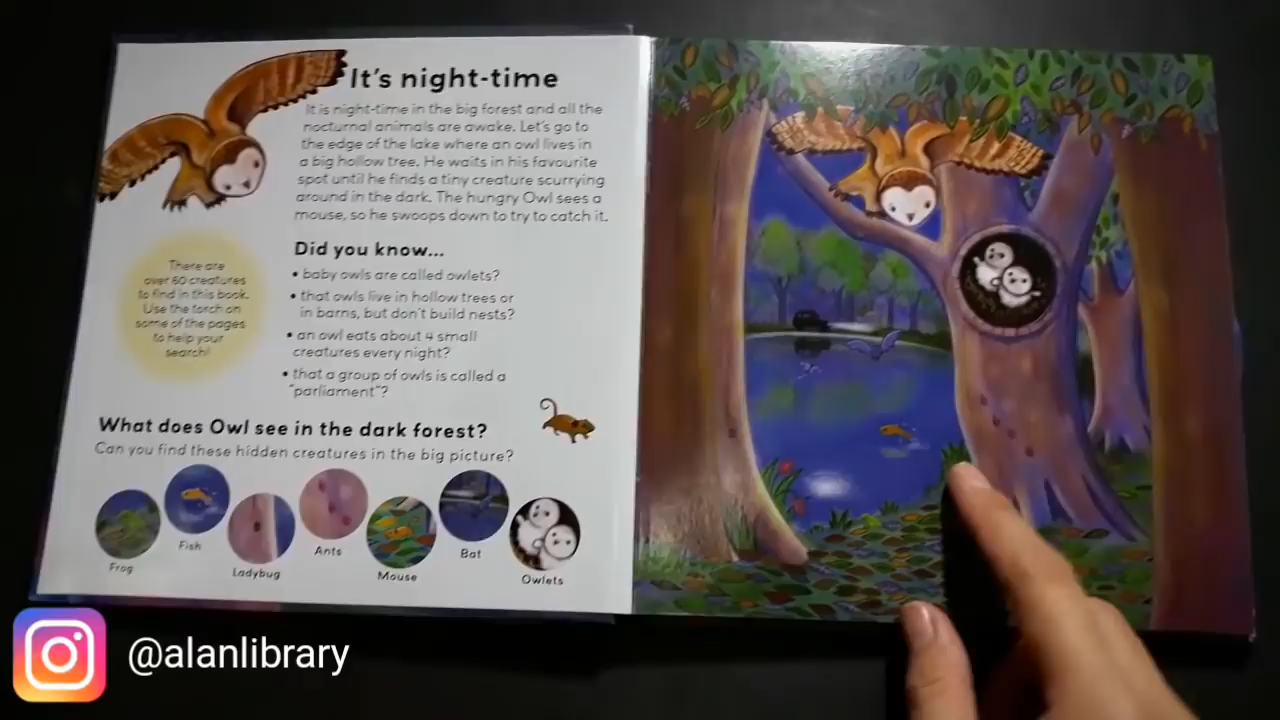 It's night-time
It is night-time in the big forest and all the
nocturnal animals are awake. Let's go to
the edge of the lake where an owl lives in
a big hollow tree. He waits in his favourite
spot until he finds a tiny creature scurrying
around in the dark. The hungry Owl sees a
mouse, so he swoops down to try to catch it.
There are
over 60 creatures
to find in this book.
Use the torch on
some of the pages
to help your
search!
Did you know...
• baby owls are called owlets?
• that owls live in hollow trees or
in barns, but don't build nests?
• an owl eats about 4 small
creatures every night?
• that a group of owls is called a
"parliament"?
What does Owl see in the dark forest?
Can you find these hidden creatures in the big picture?
Frog
Fish
Ladybug
Ants
Mouse
Bat
Owlets
@alanlibrary